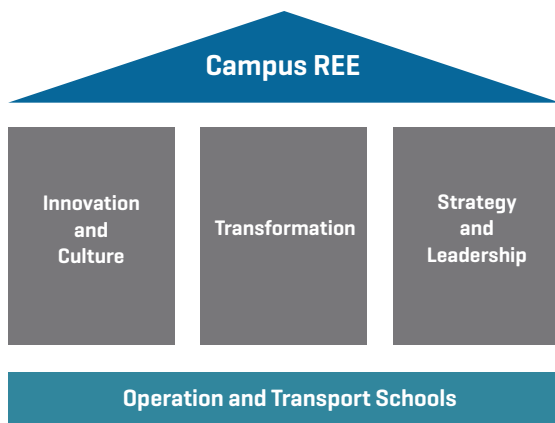 Campus REE
Innovation
and
Culture
Transformation
Strategy
and
Leadership
Operation and Transport Schools